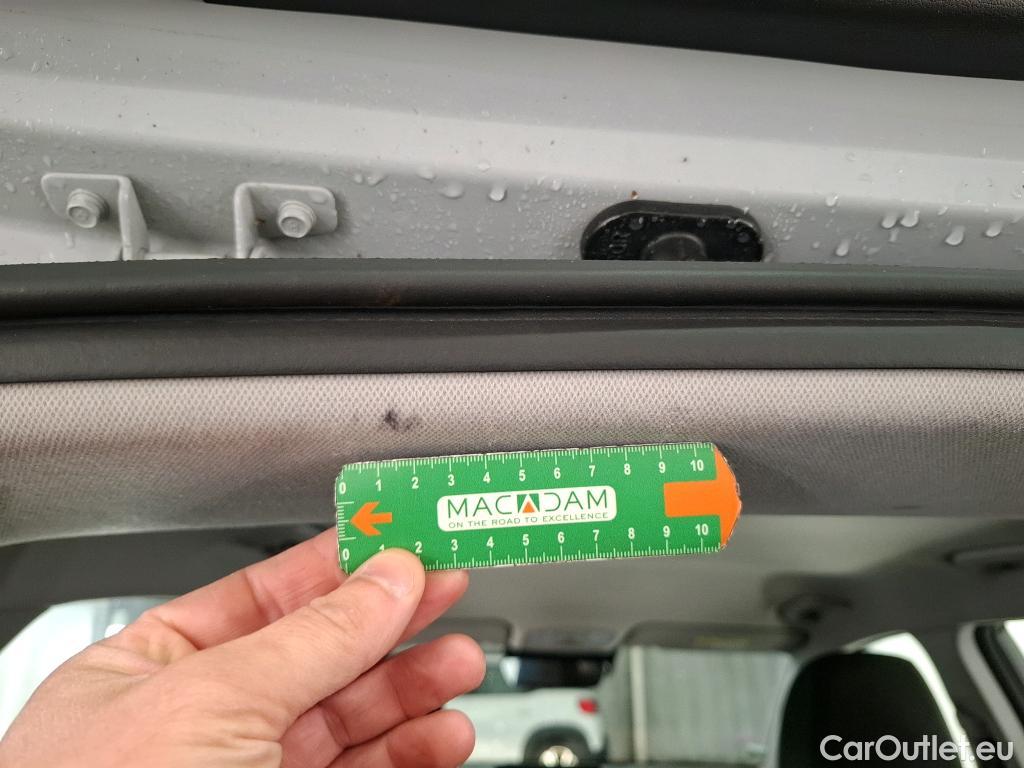 0 1 2 3 4 5 6 7 8 9 10
MACADAM
ON THE ROAD TO EXCELLENCE
0 1 2 3 4 5 6 7 8 9 10
CarOutlet.eu